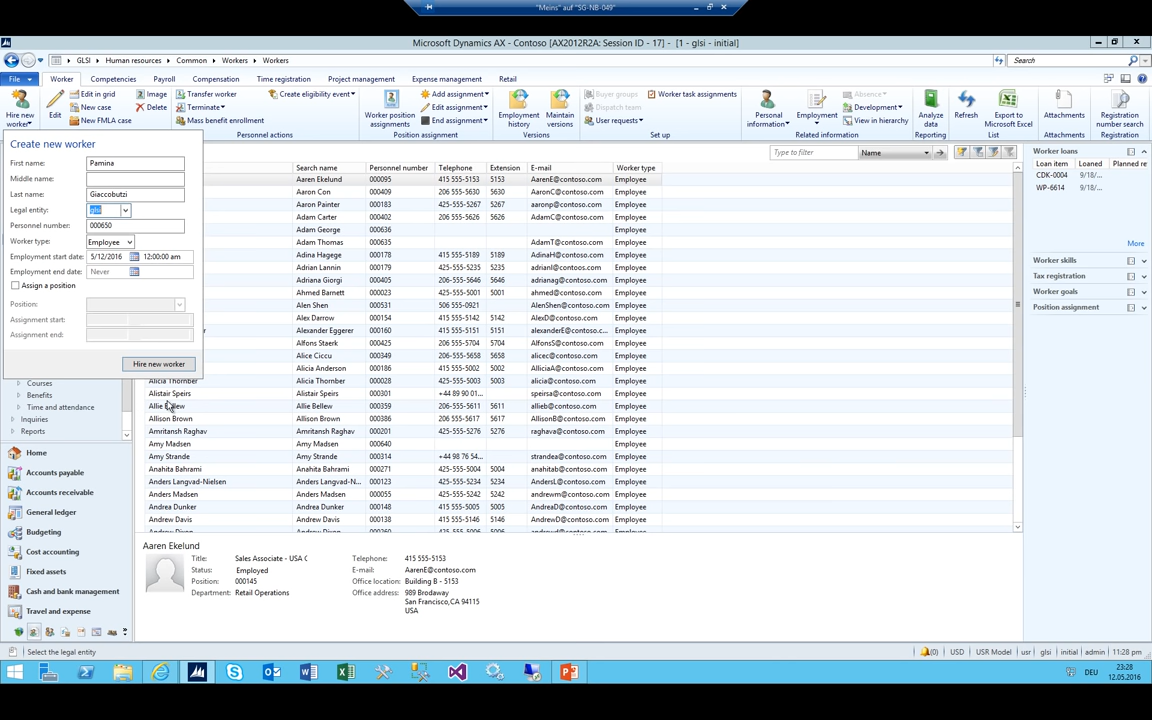 "Meins" auf "SG-NB-049"
Microsoft Dynamics AX - Contoso [AX2012R2A: Session ID - 17] - [1 - glsi - initial]
GLSI Human resources Common Workers Workers
Search
File Worker Competencies Payroll Compensation Time registration Project management Expense management Retail
Hire new worker
Edit
Edit in grid
New case
New FMLA case
Image
Delete
Transfer worker
Terminate
Mass benefit enrollment
Create eligibility event
Personnel actions
Worker position assignments
Add assignment
Edit assignment
End assignment
Position assignment
Employment history
Maintain versions
Versions
Buyer groups
Dispatch team
User requests
Worker task assignments
Set up
Personal information
Employment
Absence
Development
View in hierarchy
Related information
Analyze data
Reporting
Refresh
Export to Microsoft Excel
List
Attachments
Attachments
Registration number search
Registration
Create new worker
First name: Pamina
Middle name:
Last name: Giaccobutzi
Legal entity: glsi
Personnel number: 000650
Worker type: Employee
Employment start date: 5/12/2016 12:00:00 am
Employment end date: Never
Assign a position
Position:
Assignment start:
Assignment end:
Hire new worker
Courses
Benefits
Time and attendance
Inquiries
Reports
Home
Accounts payable
Accounts receivable
General ledger
Budgeting
Cost accounting
Fixed assets
Cash and bank management
Travel and expense
Type to filter Name
Search name Personnel number Telephone Extension E-mail Worker type
Aaren Ekelund 000095 415 555-5153 5153 AarenE@contoso.com Employee
Aaron Con 000409 206 555-5630 5630 AaronC@contoso.com Employee
Aaron Painter 000183 425-555-5267 5267 aaronp@contoso.com Employee
Adam Carter 000402 206 555-5626 5626 AdamC@contoso.com Employee
Adam George 000636 Employee
Adam Thomas 000635 AdamT@contoso.com Employee
Adina Hagege 000178 415 555-5189 5189 AdinaH@contoso.com Employee
Adrian Lannin 000179 425-555-5235 5235 adrianl@contoso.com Employee
Adriana Giorgi 000405 206-555-5646 5646 adrianag@contoso.com Employee
Ahmed Barnett 000023 425-555-5001 5001 ahmed@contoso.com Employee
Alen Shen 000531 506 555-0921 AlenShen@contoso.com Employee
Alex Darrow 000154 415 555-5142 5142 AlexD@contoso.com Employee
Alexander Eggerer 000160 415 555-5151 5151 alexanderE@contoso.c... Employee
Alfons Staerk 000425 206 555-5704 5704 AlfonsS@contoso.com Employee
Alice Ciccu 000349 206 555-5658 5658 alicec@contoso.com Employee
Alicia Anderson 000186 415 555-5002 5002 AlliciaA@contoso.com Employee
Alicia Thornber Alicia Thornber 000028 425-555-5003 5003 alicia@contoso.com Employee
Alistair Speirs Alistair Speirs 000301 +44 89 90 01... speirsa@contoso.com Employee
Allie Bellew Allie Bellew 000359 206-555-5611 5611 allieb@contoso.com Employee
Allison Brown Allison Brown 000386 206 555-5617 5617 AllisonB@contoso.com Employee
Amritansh Raghav Amritansh Raghav 000201 425-555-5276 5276 raghava@contoso.com Employee
Amy Madsen Amy Madsen 000640 Employee
Amy Strande Amy Strande 000314 +44 98 76 54... strandea@contoso.com Employee
Anahita Bahrami Anahita Bahrami 000271 425-555-5004 5004 anahitab@contoso.com Employee
Anders Langvad-Nielsen Anders Langvad-N... 000123 425-555-5234 5234 AndersL@contoso.com Employee
Anders Madsen Anders Madsen 000055 425-555-5242 5242 andrewm@contoso.com Employee
Andrea Dunker Andrea Dunker 000148 415 555-5005 5005 AndreaD@contoso.com Employee
Andrew Davis Andrew Davis 000138 415 555-5146 5146 AndrewD@contoso.com Employee
Aaren Ekelund
Title: Sales Associate - USA C
Status: Employed
Position: 000145
Department: Retail Operations
Telephone: 415 555-5153
E-mail: AarenE@contoso.com
Office location: Building B - 5153
Office address: 989 Brodaway
San Francisco,CA 94115
USA
Worker loans
Loan item Loaned Planned re
CDK-0004 9/18/...
WP-6614 9/18/...
More
Worker skills
Tax registration
Worker goals
Position assignment
Select the legal entity
(0) USD USR Model usr glsi initial admin 11:28 pm
DEU
23:28
12.05.2016